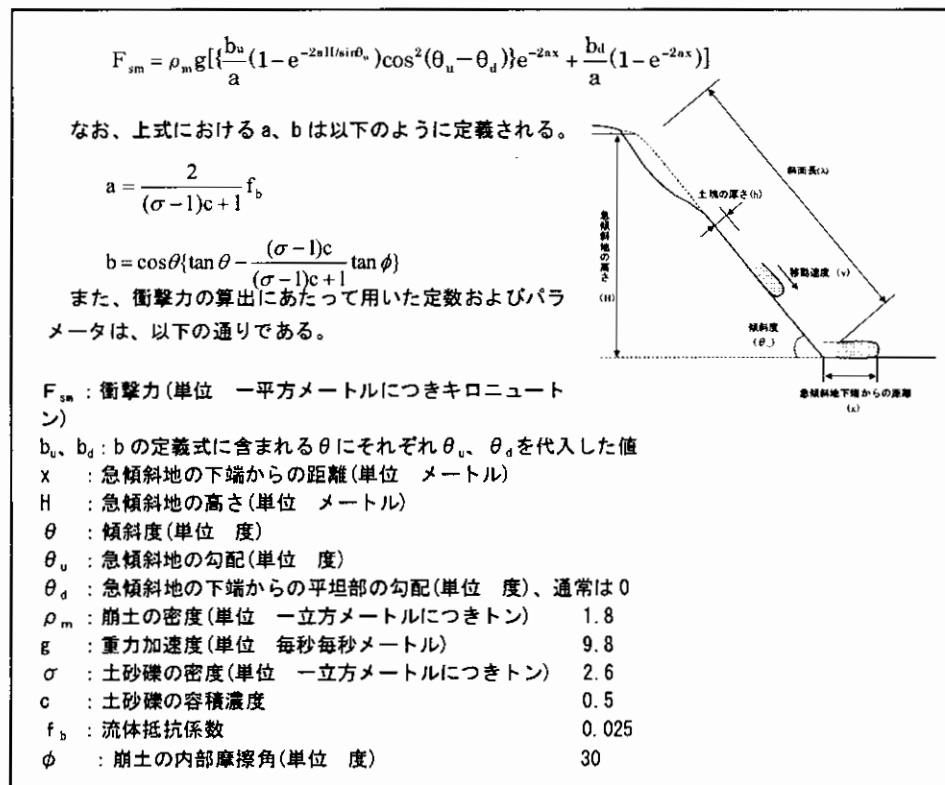 F_sm = ρ_m g[{b_u/a (1−e^{−2aH/sinθ_u})cos²(θ_u−θ_d)}e^{−2ax} + b_d/a (1−e^{−2ax})]
なお、上式における a、b は以下のように定義される。
a = 2/((σ−1)c+1) f_b
b = cosθ{tanθ − (σ−1)c/((σ−1)c+1) tanφ}
また、衝撃力の算出にあたって用いた定数およびパラ
メータは、以下の通りである。
斜面長(λ)
土塊の厚さ(h)
急傾斜地の高さ
(H)
移動速度 (v)
傾斜度
(θ_u)
急傾斜地下端からの距離
(x)
F_sm：衝撃力(単位 一平方メートルにつきキロニュート
ン)
b_u、b_d：b の定義式に含まれるθにそれぞれθ_u、θ_dを代入した値
x ：急傾斜地の下端からの距離(単位 メートル)
H ：急傾斜地の高さ(単位 メートル)
θ ：傾斜度(単位 度)
θ_u ：急傾斜地の勾配(単位 度)
θ_d ：急傾斜地の下端からの平坦部の勾配(単位 度)、通常は0
ρ_m ：崩土の密度(単位 一立方メートルにつきトン) 1.8
g ：重力加速度(単位 毎秒毎秒メートル) 9.8
σ ：土砂礫の密度(単位 一立方メートルにつきトン) 2.6
c ：土砂礫の容積濃度 0.5
f_b ：流体抵抗係数 0.025
φ ：崩土の内部摩擦角(単位 度) 30